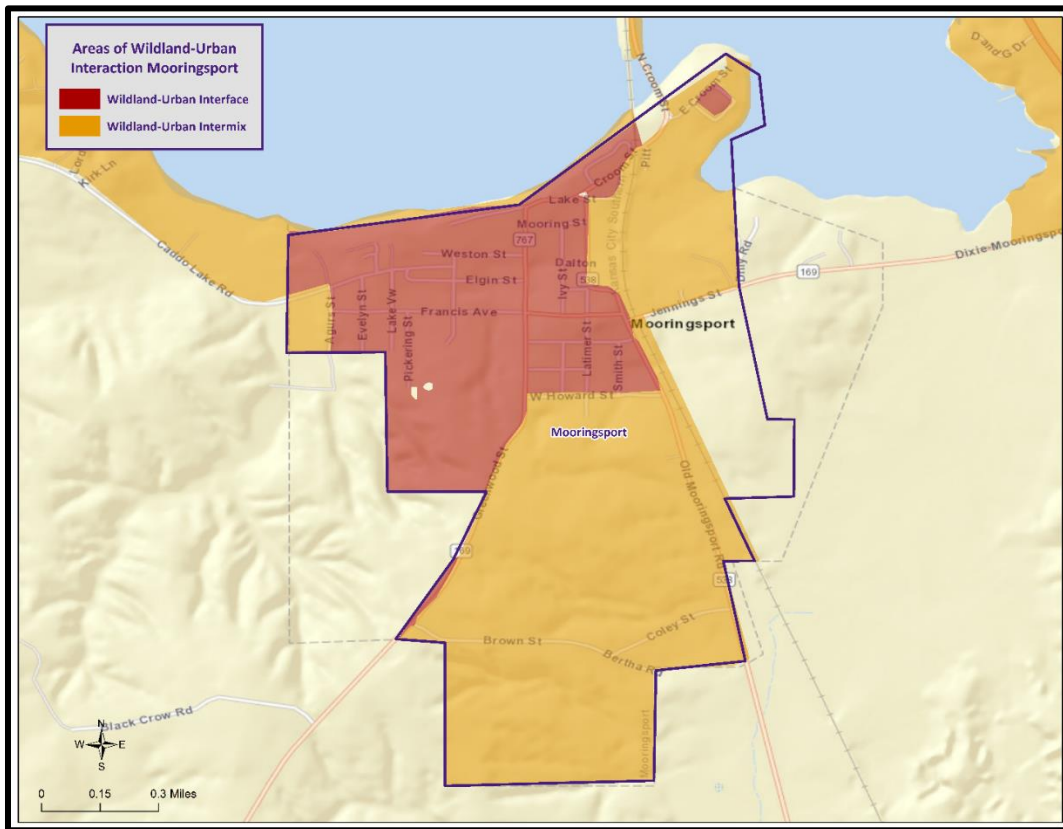 Areas of Wildland-Urban
Interaction Mooringsport
Wildland-Urban Interface
Wildland-Urban Intermix
D and G Dr
N Croom St
E Croom St
Kirk Ln
Pitt
Croom St
Lake St
Mooring St
767
Caddo Lake Rd
Weston St
Dalton
Dixie-Mooringsp
169
Elgin St
Ivy St
538
Jennings St
Agurs St
Evelyn St
Lake Vw
Francis Ave
Mooringsport
Pickering St
Latimer St
Smith St
W Howard St
Mooringsport
Old Mooringsport Rd
169
538
Brown St
Coley St
Bertha Rd
Black Crow Rd
Mooringsport
N
W E
S
0 0.15 0.3 Miles